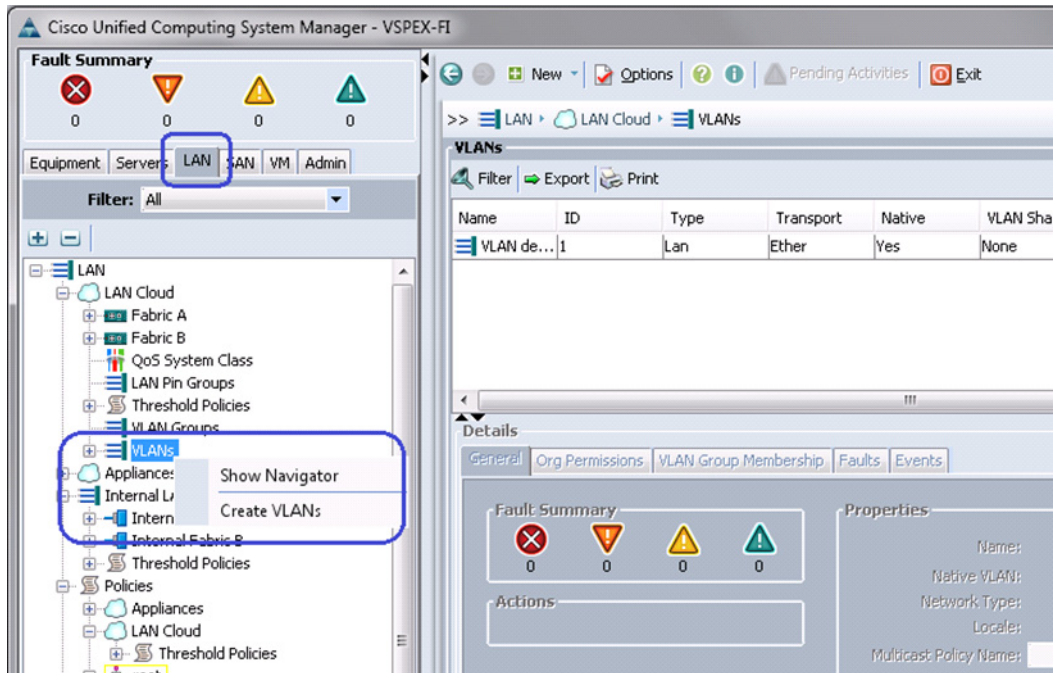 Cisco Unified Computing System Manager - VSPEX-FI
Fault Summary
0 0 0 0
Equipment Servers LAN SAN VM Admin
Filter: All
LAN
LAN Cloud
Fabric A
Fabric B
QoS System Class
LAN Pin Groups
Threshold Policies
VLAN Groups
VLANs
Appliances
Internal LA
Intern
Internal Fabric B
Threshold Policies
Policies
Appliances
LAN Cloud
Threshold Policies
Show Navigator
Create VLANs
New Options Pending Activities Exit
>> LAN LAN Cloud VLANs
VLANs
Filter Export Print
Name ID Type Transport Native VLAN Sha
VLAN de... 1 Lan Ether Yes None
Details
General Org Permissions VLAN Group Membership Faults Events
Fault Summary
0 0 0 0
Actions
Properties
Name:
Native VLAN:
Network Type:
Locale:
Multicast Policy Name: